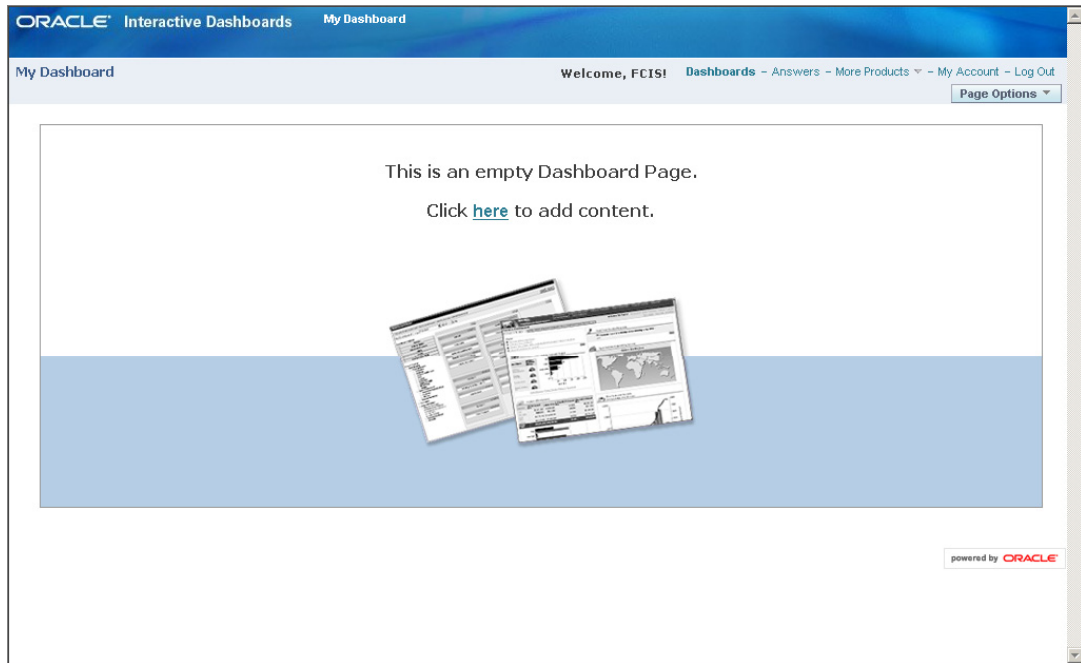 ORACLE Interactive Dashboards My Dashboard
My Dashboard Welcome, FCIS! Dashboards - Answers - More Products - My Account - Log Out
Page Options
This is an empty Dashboard Page.
Click here to add content.
powered by ORACLE